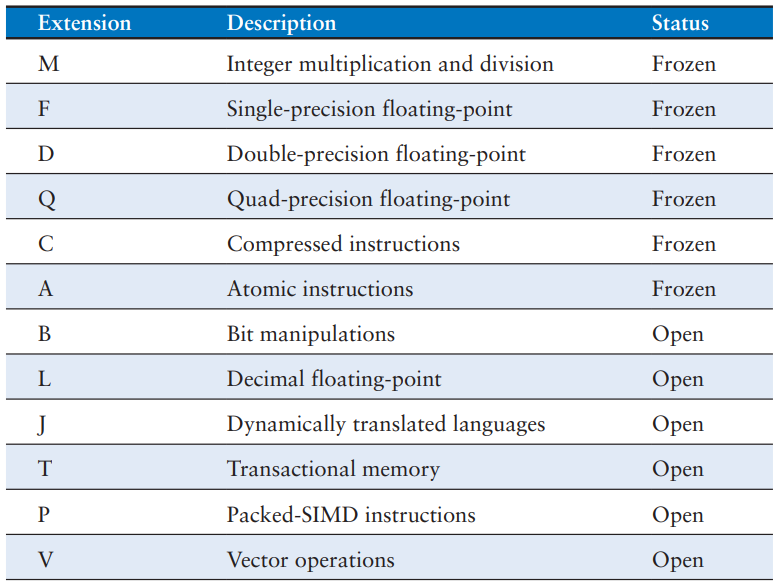 Extension Description Status
M Integer multiplication and division Frozen
F Single-precision floating-point Frozen
D Double-precision floating-point Frozen
Q Quad-precision floating-point Frozen
C Compressed instructions Frozen
A Atomic instructions Frozen
B Bit manipulations Open
L Decimal floating-point Open
J Dynamically translated languages Open
T Transactional memory Open
P Packed-SIMD instructions Open
V Vector operations Open